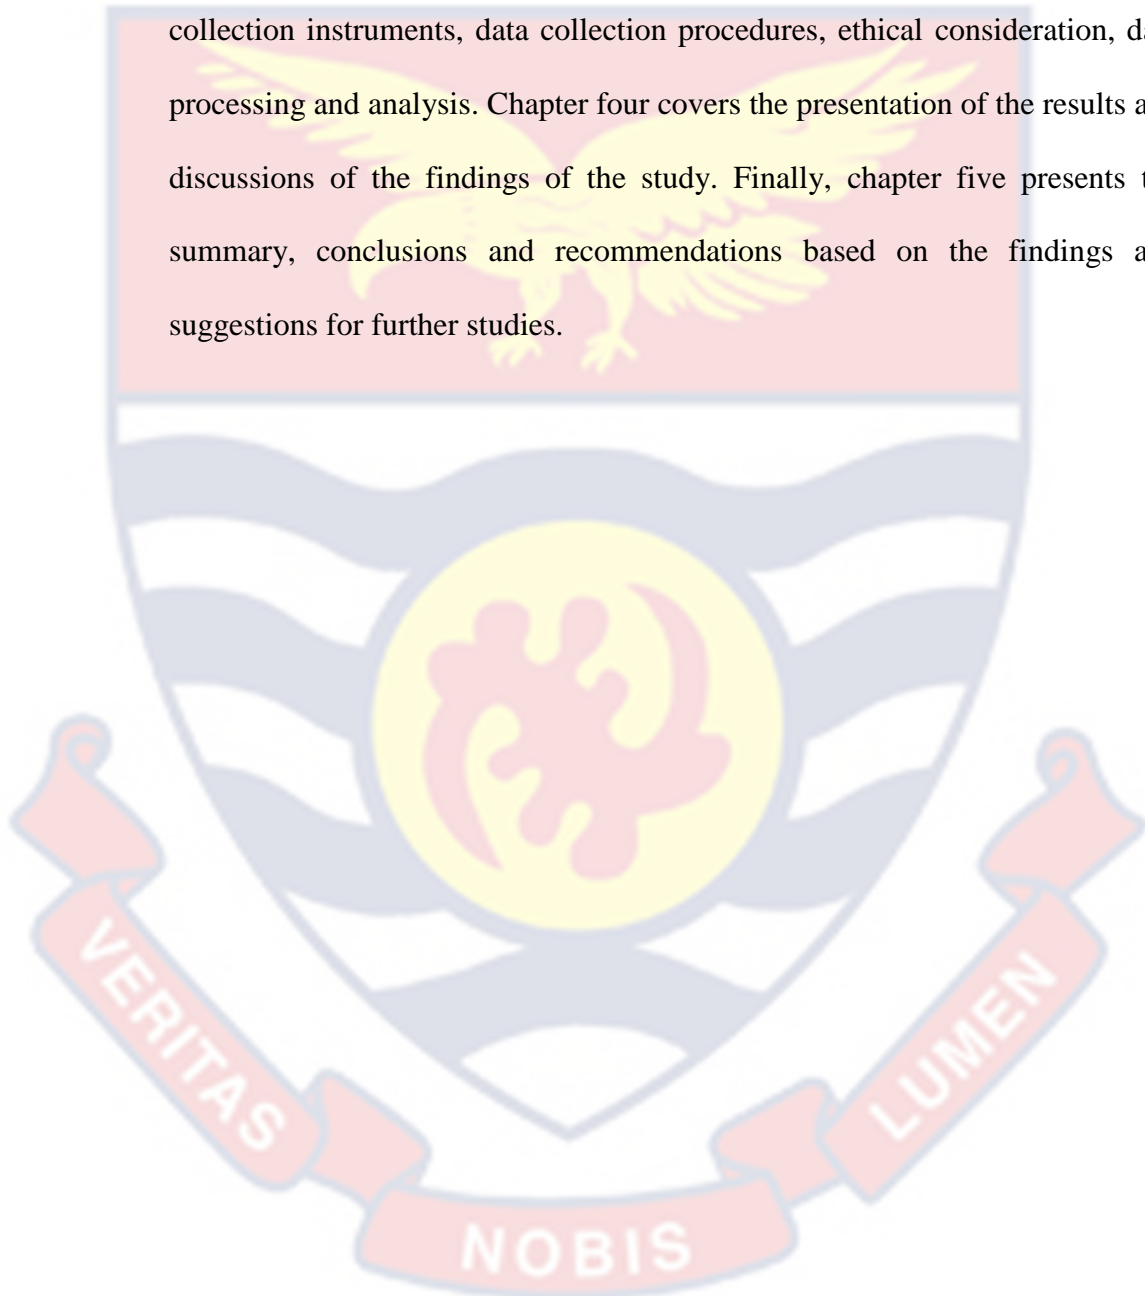 collection instruments, data collection procedures, ethical consideration, da
processing and analysis. Chapter four covers the presentation of the results a
discussions of the findings of the study. Finally, chapter five presents t
summary, conclusions and recommendations based on the findings a
suggestions for further studies.
VERITAS
NOBIS
LUMEN